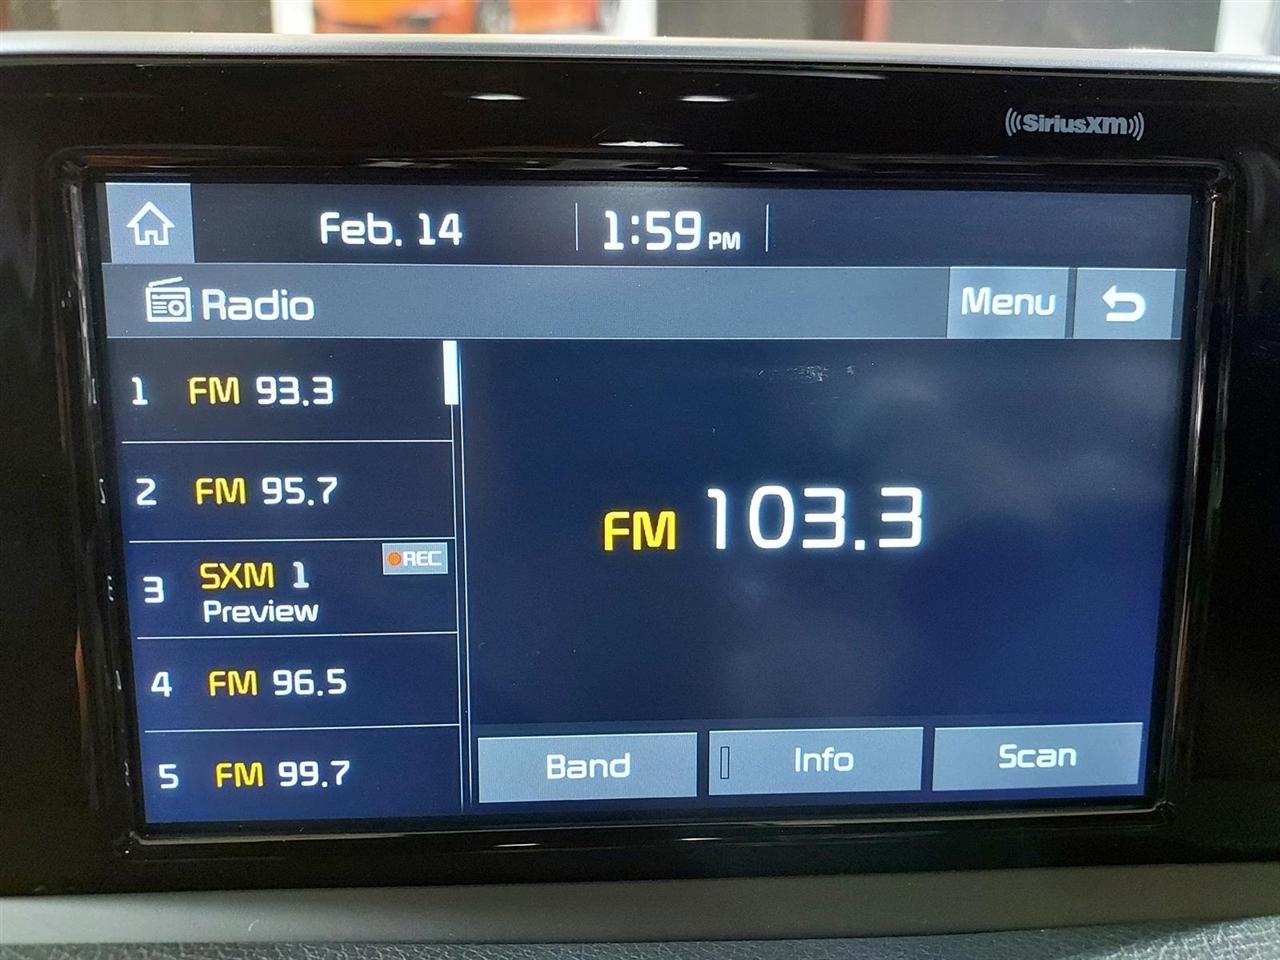 SiriusXM
Feb. 14 1:59 PM
Radio Menu
1 FM 93.3
2 FM 95.7
3 SXM 1 REC
Preview
4 FM 96.5
5 FM 99.7
FM 103.3
Band Info Scan